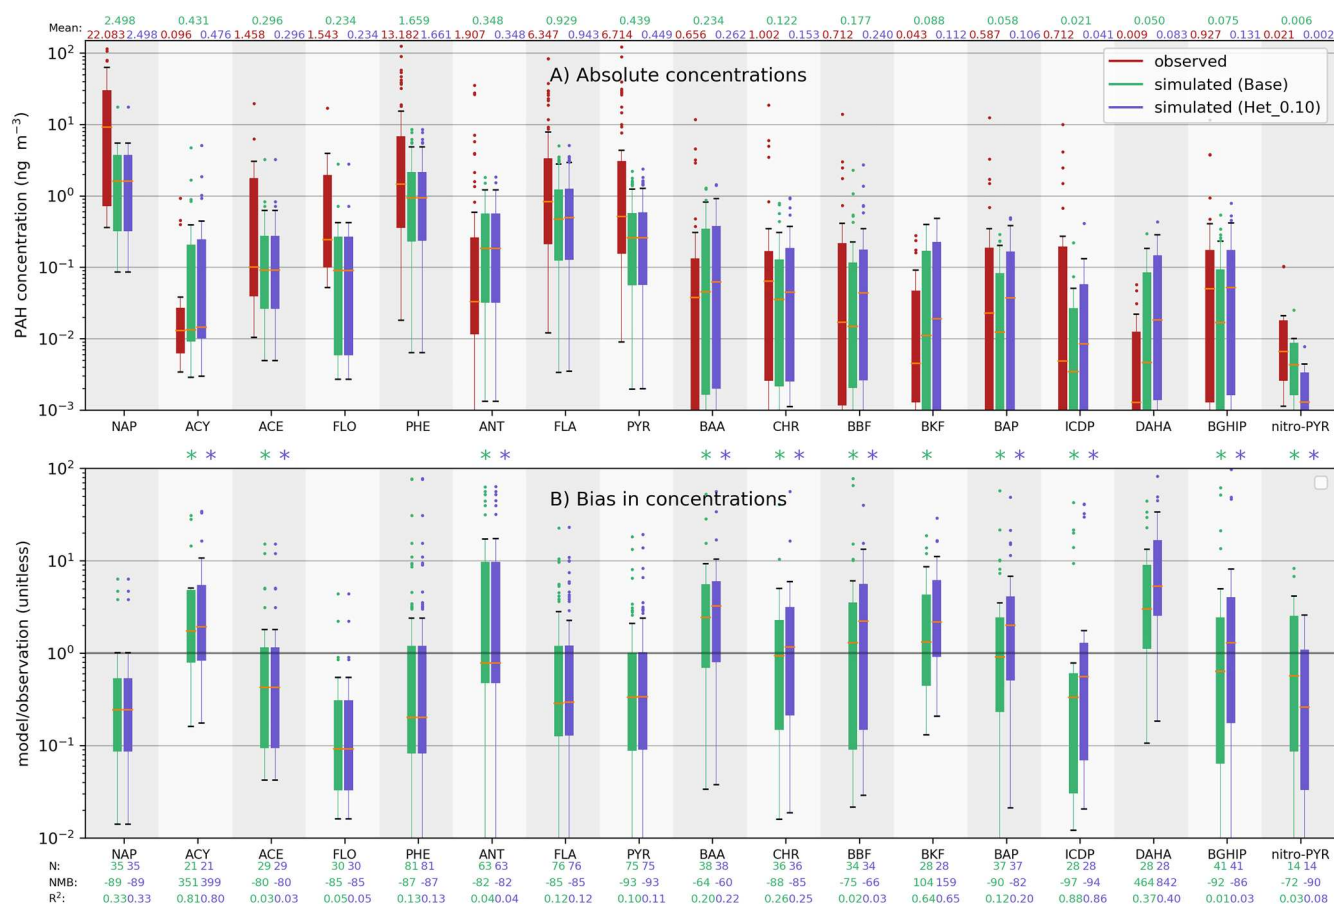 2.498 0.431 0.296 0.234 1.659 0.348 0.929 0.439 0.234 0.122 0.177 0.088 0.058 0.021 0.050 0.075 0.006
Mean: 22.083 2.498 0.096 0.476 1.458 0.296 1.543 0.234 13.182 1.661 1.907 0.348 6.347 0.943 6.714 0.449 0.656 0.262 1.002 0.153 0.712 0.240 0.043 0.112 0.587 0.106 0.712 0.041 0.009 0.083 0.927 0.131 0.021 0.002
A) Absolute concentrations
observed
simulated (Base)
simulated (Het_0.10)
PAH concentration (ng m⁻³)
10²
10¹
10⁰
10⁻¹
10⁻²
10⁻³
NAP ACY ACE FLO PHE ANT FLA PYR BAA CHR BBF BKF BAP ICDP DAHA BGHIP nitro-PYR
* * * * * * * * * * * * * * * * * * * * *
B) Bias in concentrations
model/observation (unitless)
10²
10¹
10⁰
10⁻¹
10⁻²
NAP ACY ACE FLO PHE ANT FLA PYR BAA CHR BBF BKF BAP ICDP DAHA BGHIP nitro-PYR
N: 35 35 21 21 29 29 30 30 81 81 63 63 76 76 75 75 38 38 36 36 34 34 28 28 37 37 28 28 28 28 41 41 14 14
NMB: -89 -89 351 399 -80 -80 -85 -85 -87 -87 -82 -82 -85 -85 -93 -93 -64 -60 -88 -85 -75 -66 104 159 -90 -82 -97 -94 464 842 -92 -86 -72 -90
R²: 0.33 0.33 0.81 0.80 0.03 0.03 0.05 0.05 0.13 0.13 0.04 0.04 0.12 0.12 0.10 0.11 0.20 0.22 0.26 0.25 0.02 0.03 0.64 0.65 0.12 0.20 0.88 0.86 0.37 0.40 0.01 0.03 0.03 0.08